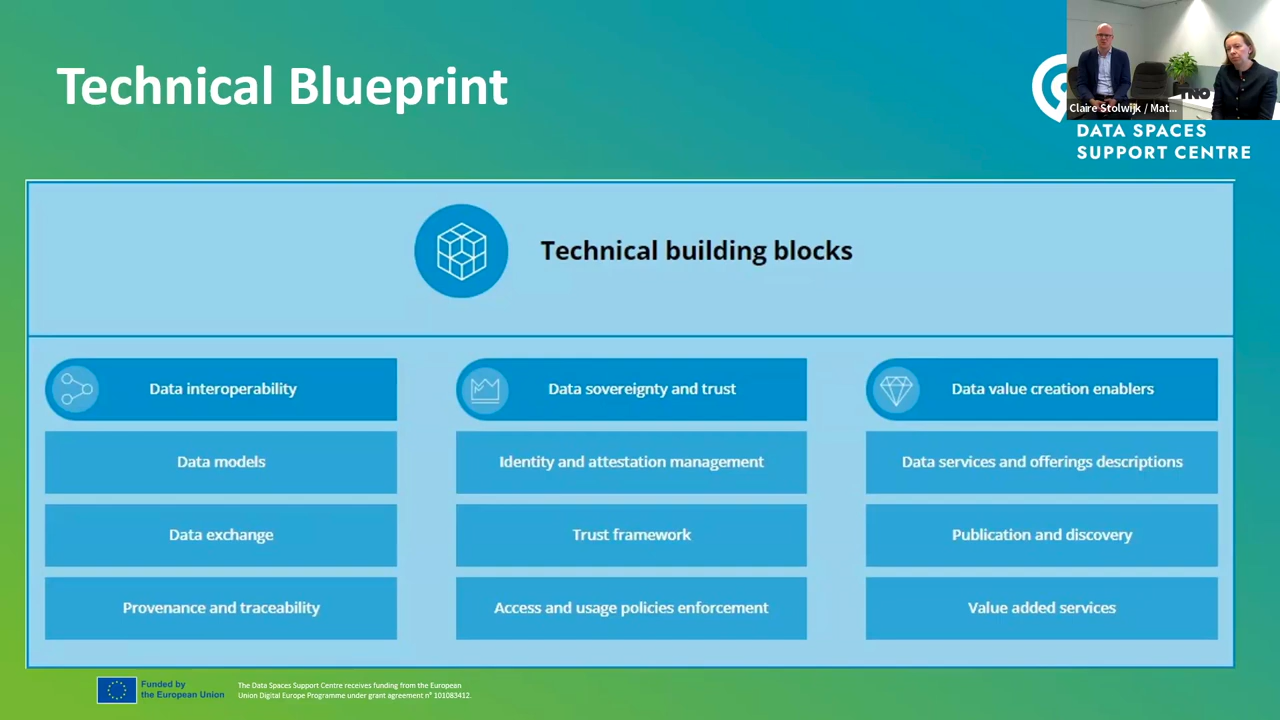 Technical Blueprint
TNO
Claire Stolwijk / Mat...
DATA SPACES
SUPPORT CENTRE
Technical building blocks
Data interoperability
Data sovereignty and trust
Data value creation enablers
Data models
Identity and attestation management
Data services and offerings descriptions
Data exchange
Trust framework
Publication and discovery
Provenance and traceability
Access and usage policies enforcement
Value added services
Funded by
the European Union
The Data Spaces Support Centre receives funding from the European
Union Digital Europe Programme under grant agreement n° 101083412.